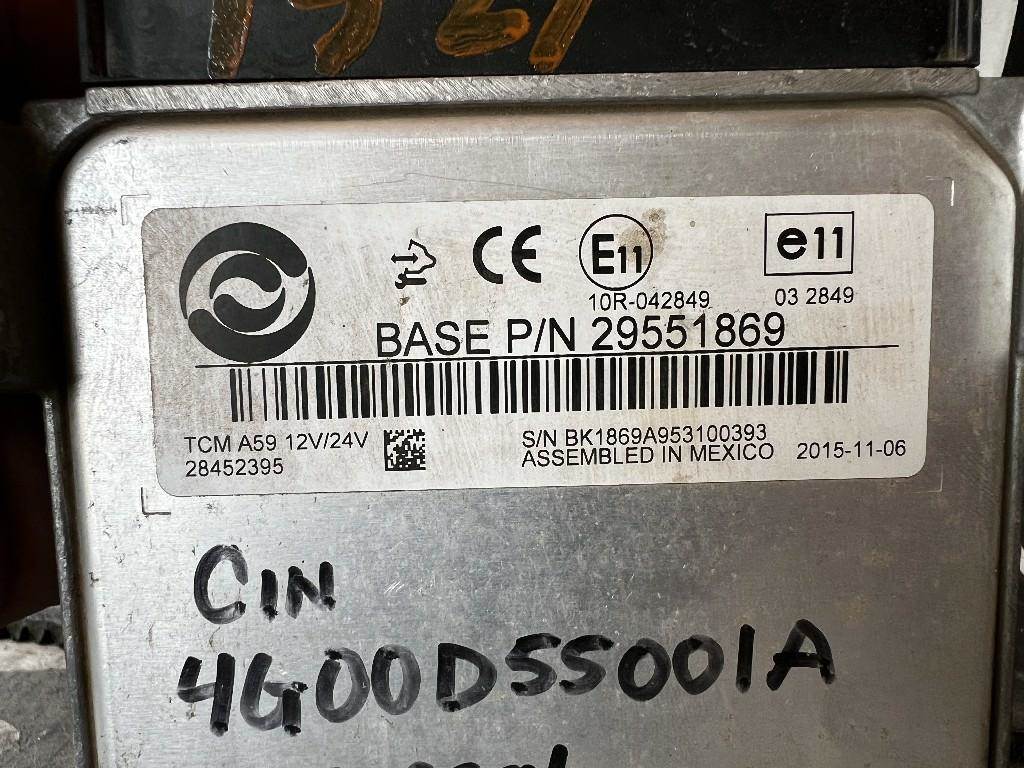 CE E11 e11
10R-042849 03 2849
BASE P/N 29551869
TCM A59 12V/24V S/N BK1869A953100393
28452395 ASSEMBLED IN MEXICO 2015-11-06
CIN
4G00D55001A